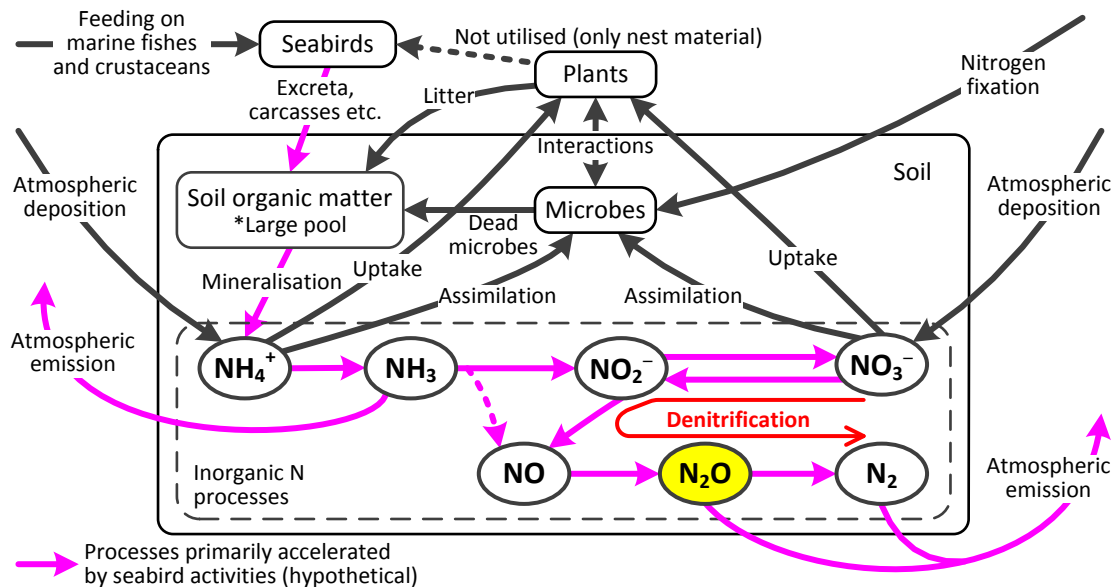 Feeding on
marine fishes
and crustaceans
Seabirds
Not utilised (only nest material)
Plants
Nitrogen
fixation
Excreta,
carcasses etc.
Litter
Interactions
Soil
Atmospheric
deposition
Soil organic matter
*Large pool
Dead
microbes
Microbes
Atmospheric
deposition
Mineralisation
Uptake
Assimilation
Assimilation
Uptake
Atmospheric
emission
NH₄⁺
NH₃
NO₂⁻
NO₃⁻
Denitrification
Inorganic N
processes
NO
N₂O
N₂
Atmospheric
emission
Processes primarily accelerated
by seabird activities (hypothetical)